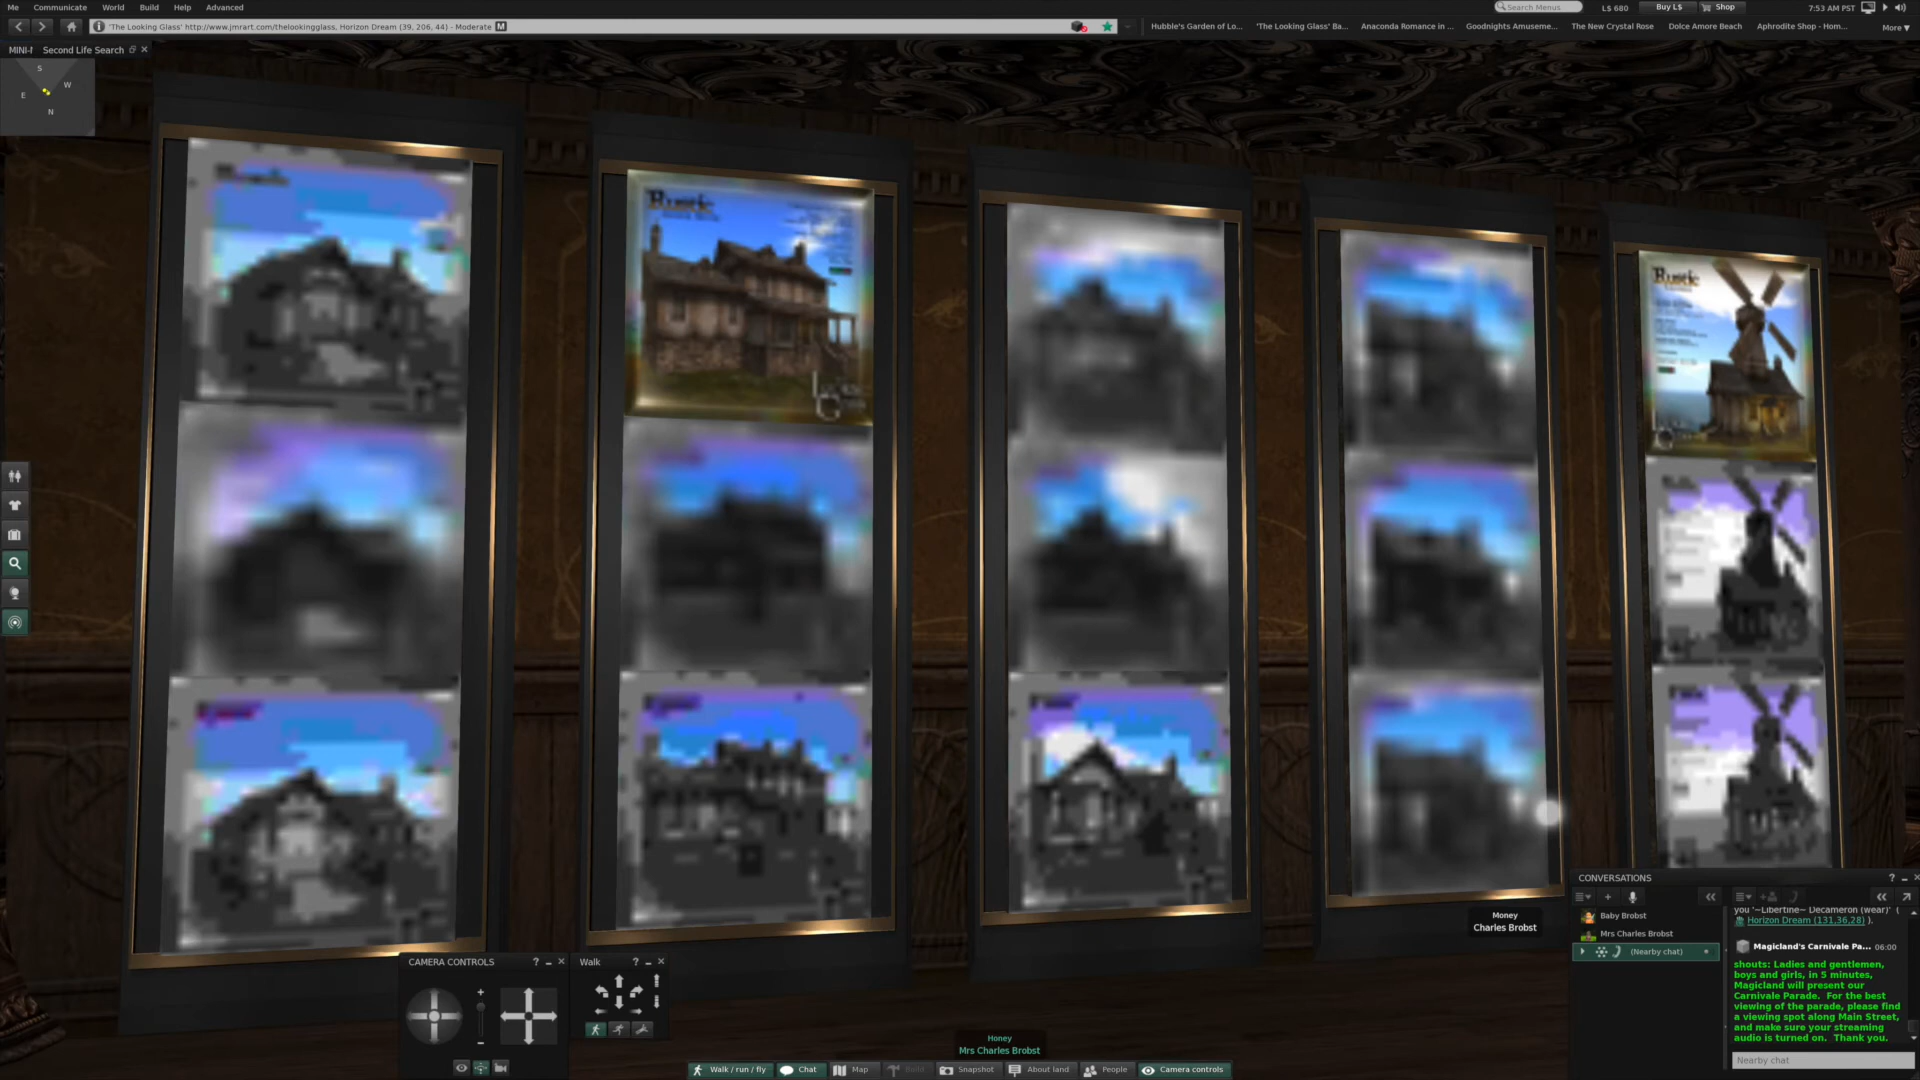 Me Communicate World Build Help Advanced
Search Menus
L$ 680
Buy L$
Shop
7:53 AM PST
'The Looking Glass' http://www.jmrart.com/thelookingglass, Horizon Dream (39, 206, 44) - Moderate M
Hubble's Garden of Lo... 'The Looking Glass' Ba... Anaconda Romance in ... Goodnights Amuseme... The New Crystal Rose Dolce Amore Beach Aphrodite Shop - Hom...
More ▼
MINI-
Second Life Search
S
W
E
N
Rustic
Rustic
Money
Charles Brobst
CONVERSATIONS
Baby Brobst
Mrs Charles Brobst
(Nearby chat)
you '~Libertine~ Decameron (wear)' (
Horizon Dream (131,36,28) ).
Magicland's Carnivale Pa... 06:00
shouts: Ladies and gentlemen,
boys and girls, in 5 minutes,
Magicland will present our
Carnivale Parade. For the best
viewing of the parade, please find
a viewing spot along Main Street,
and make sure your streaming
audio is turned on. Thank you.
Nearby chat
CAMERA CONTROLS
Walk
Honey
Mrs Charles Brobst
Walk / run / fly
Chat
Map
Build
Snapshot
About land
People
Camera controls